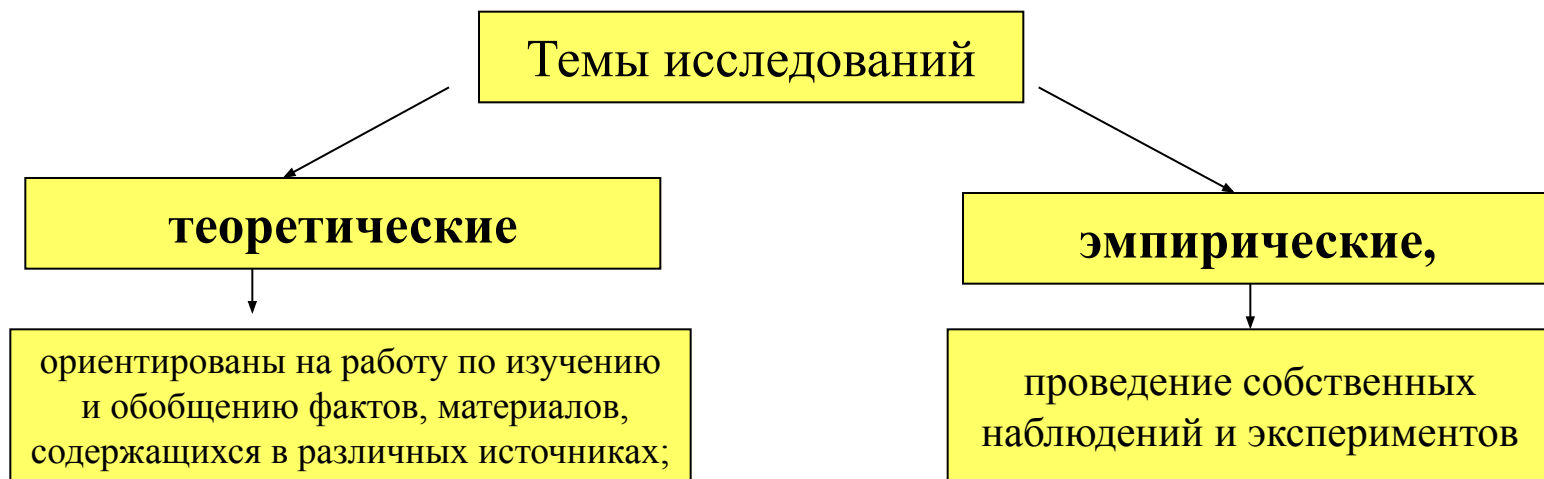 Темы исследований
теоретические
эмпирические,
ориентированы на работу по изучению
и обобщению фактов, материалов,
содержащихся в различных источниках;
проведение собственных
наблюдений и экспериментов